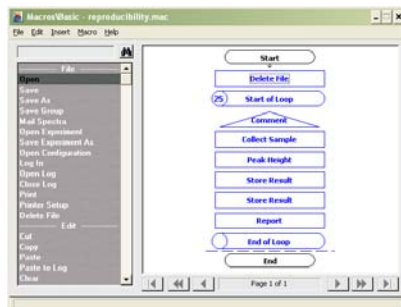 Macros\Basic - reproducibility.mac
File Edit Insert Macro Help
File
Open
Save
Save As
Save Group
Mail Spectra
Open Experiment
Save Experiment As
Open Configuration
Log In
Open Log
Close Log
Print
Printer Setup
Delete File
Edit
Cut
Copy
Paste
Paste to Log
Clear
Start
Delete File
25 Start of Loop
Comment
Collect Sample
Peak Height
Store Result
Store Result
Report
End of Loop
End
Page 1 of 1